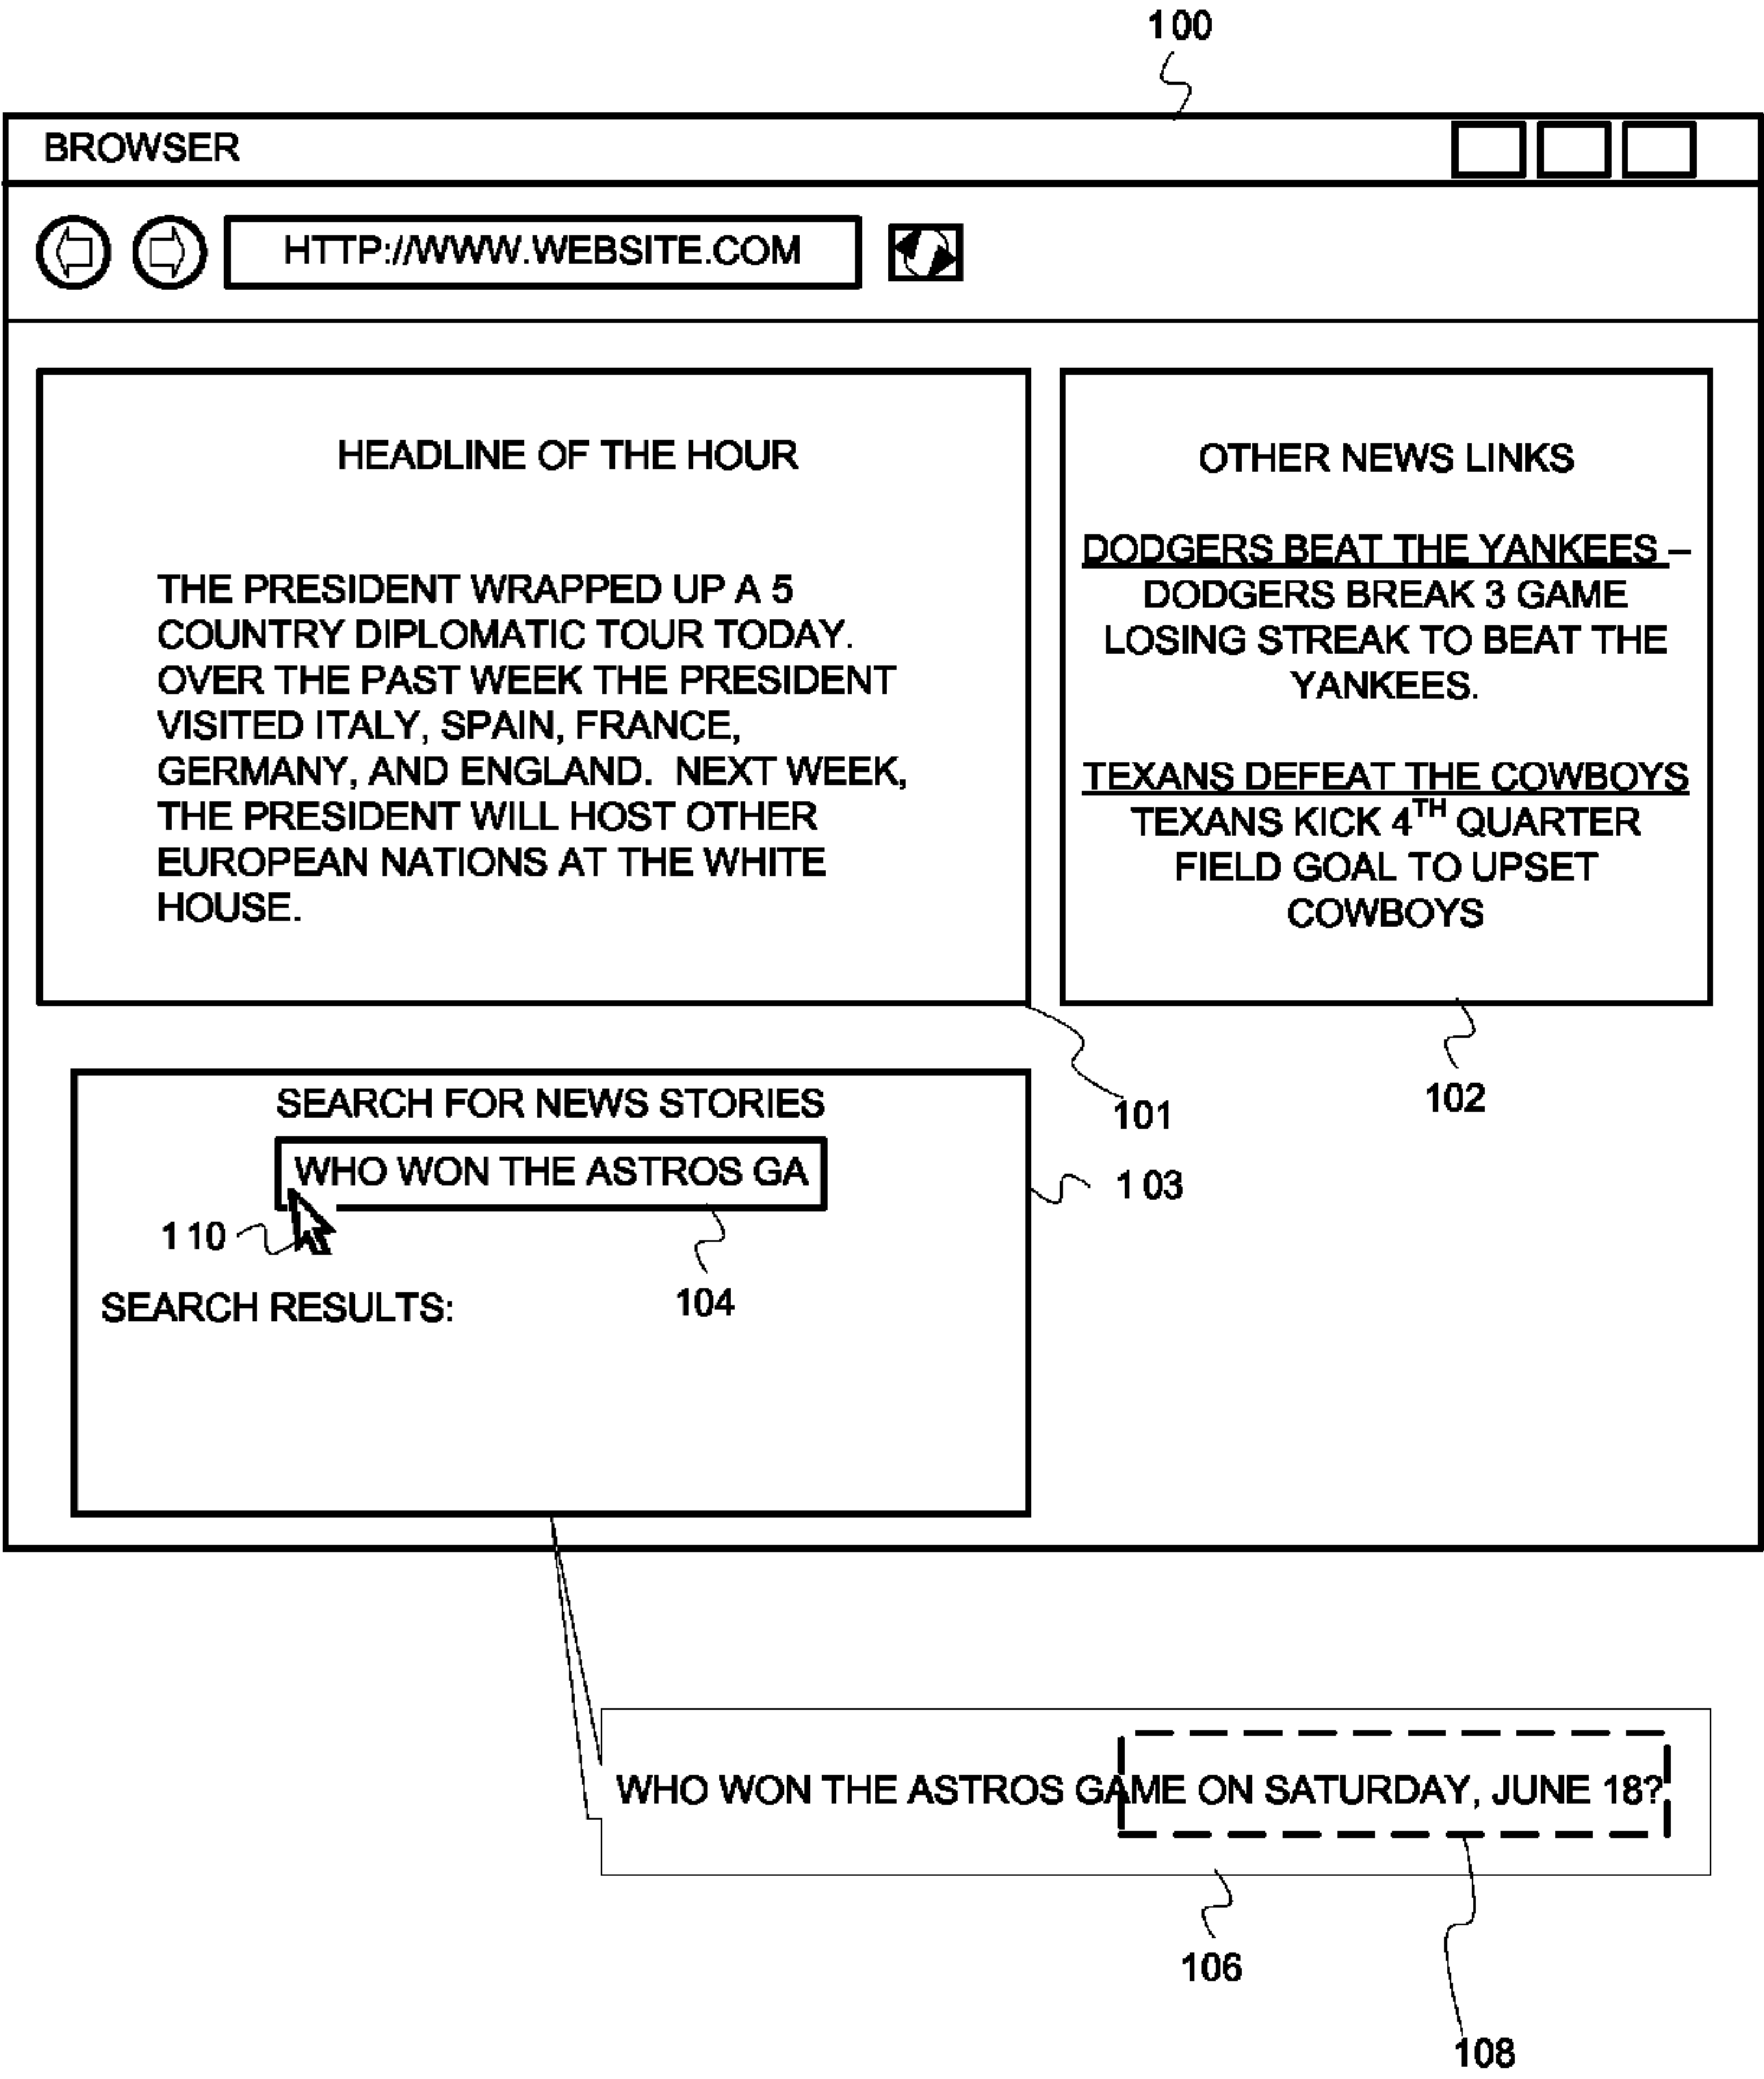 100
BROWSER
HTTP://WWW.WEBSITE.COM
HEADLINE OF THE HOUR
THE PRESIDENT WRAPPED UP A 5
COUNTRY DIPLOMATIC TOUR TODAY.
OVER THE PAST WEEK THE PRESIDENT
VISITED ITALY, SPAIN, FRANCE,
GERMANY, AND ENGLAND. NEXT WEEK,
THE PRESIDENT WILL HOST OTHER
EUROPEAN NATIONS AT THE WHITE
HOUSE.
OTHER NEWS LINKS
DODGERS BEAT THE YANKEES –
DODGERS BREAK 3 GAME
LOSING STREAK TO BEAT THE
YANKEES.
TEXANS DEFEAT THE COWBOYS
TEXANS KICK 4TH QUARTER
FIELD GOAL TO UPSET
COWBOYS
101
102
SEARCH FOR NEWS STORIES
WHO WON THE ASTROS GA
103
110
104
SEARCH RESULTS:
WHO WON THE ASTROS GAME ON SATURDAY, JUNE 18?
106
108